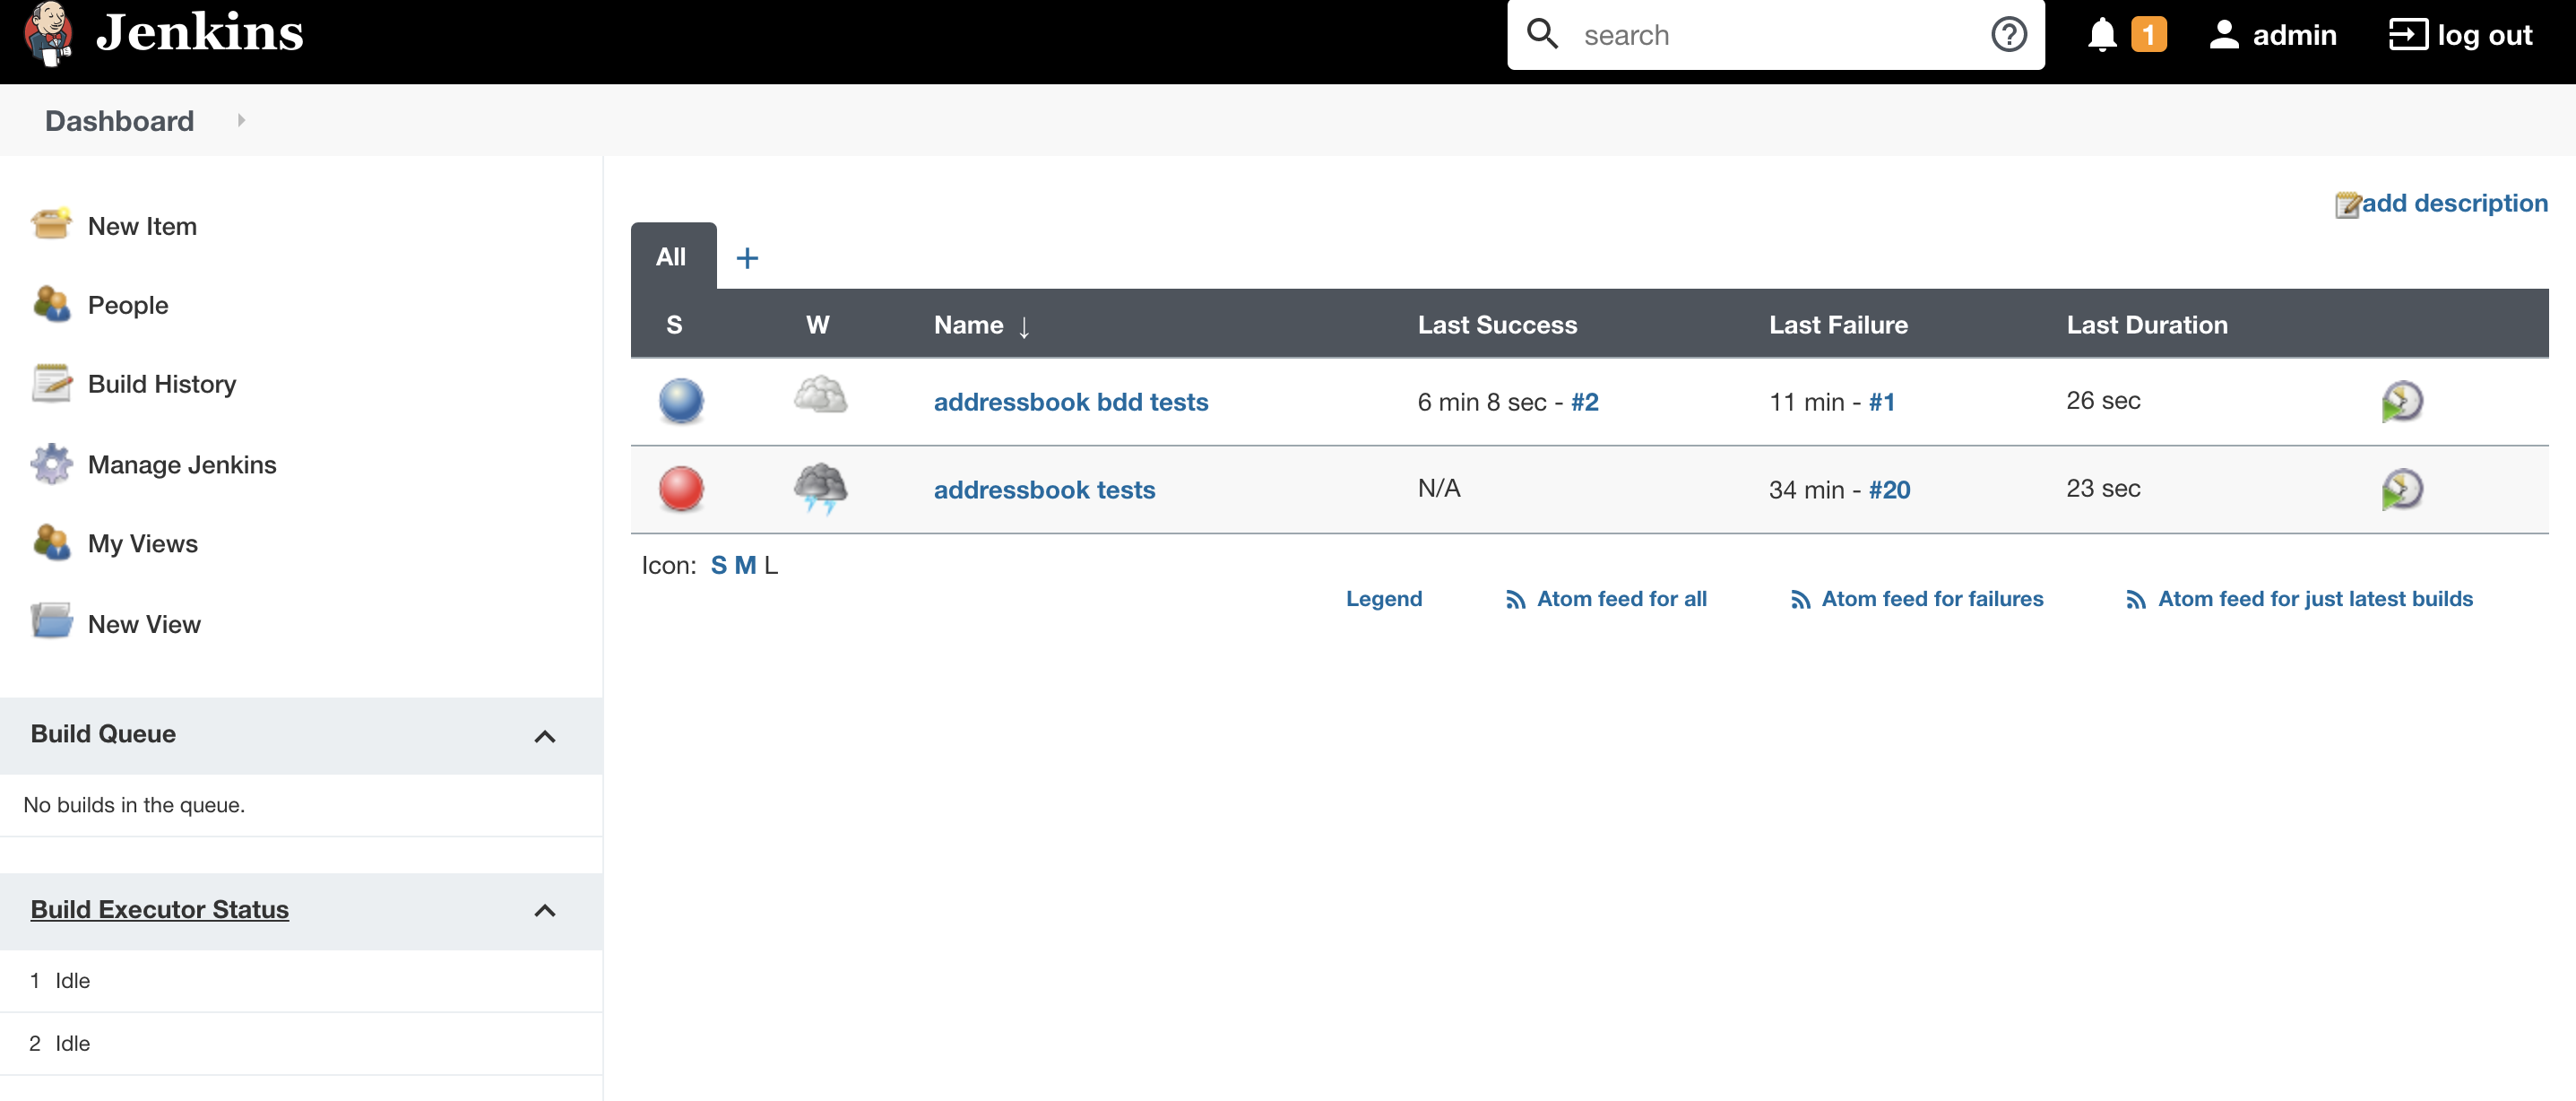 Jenkins
search
1
admin
log out
Dashboard
New Item
People
Build History
Manage Jenkins
My Views
New View
Build Queue
No builds in the queue.
Build Executor Status
1 Idle
2 Idle
add description
All +
S W Name ↓ Last Success Last Failure Last Duration
addressbook bdd tests 6 min 8 sec - #2 11 min - #1 26 sec
addressbook tests N/A 34 min - #20 23 sec
Icon: S M L
Legend Atom feed for all Atom feed for failures Atom feed for just latest builds